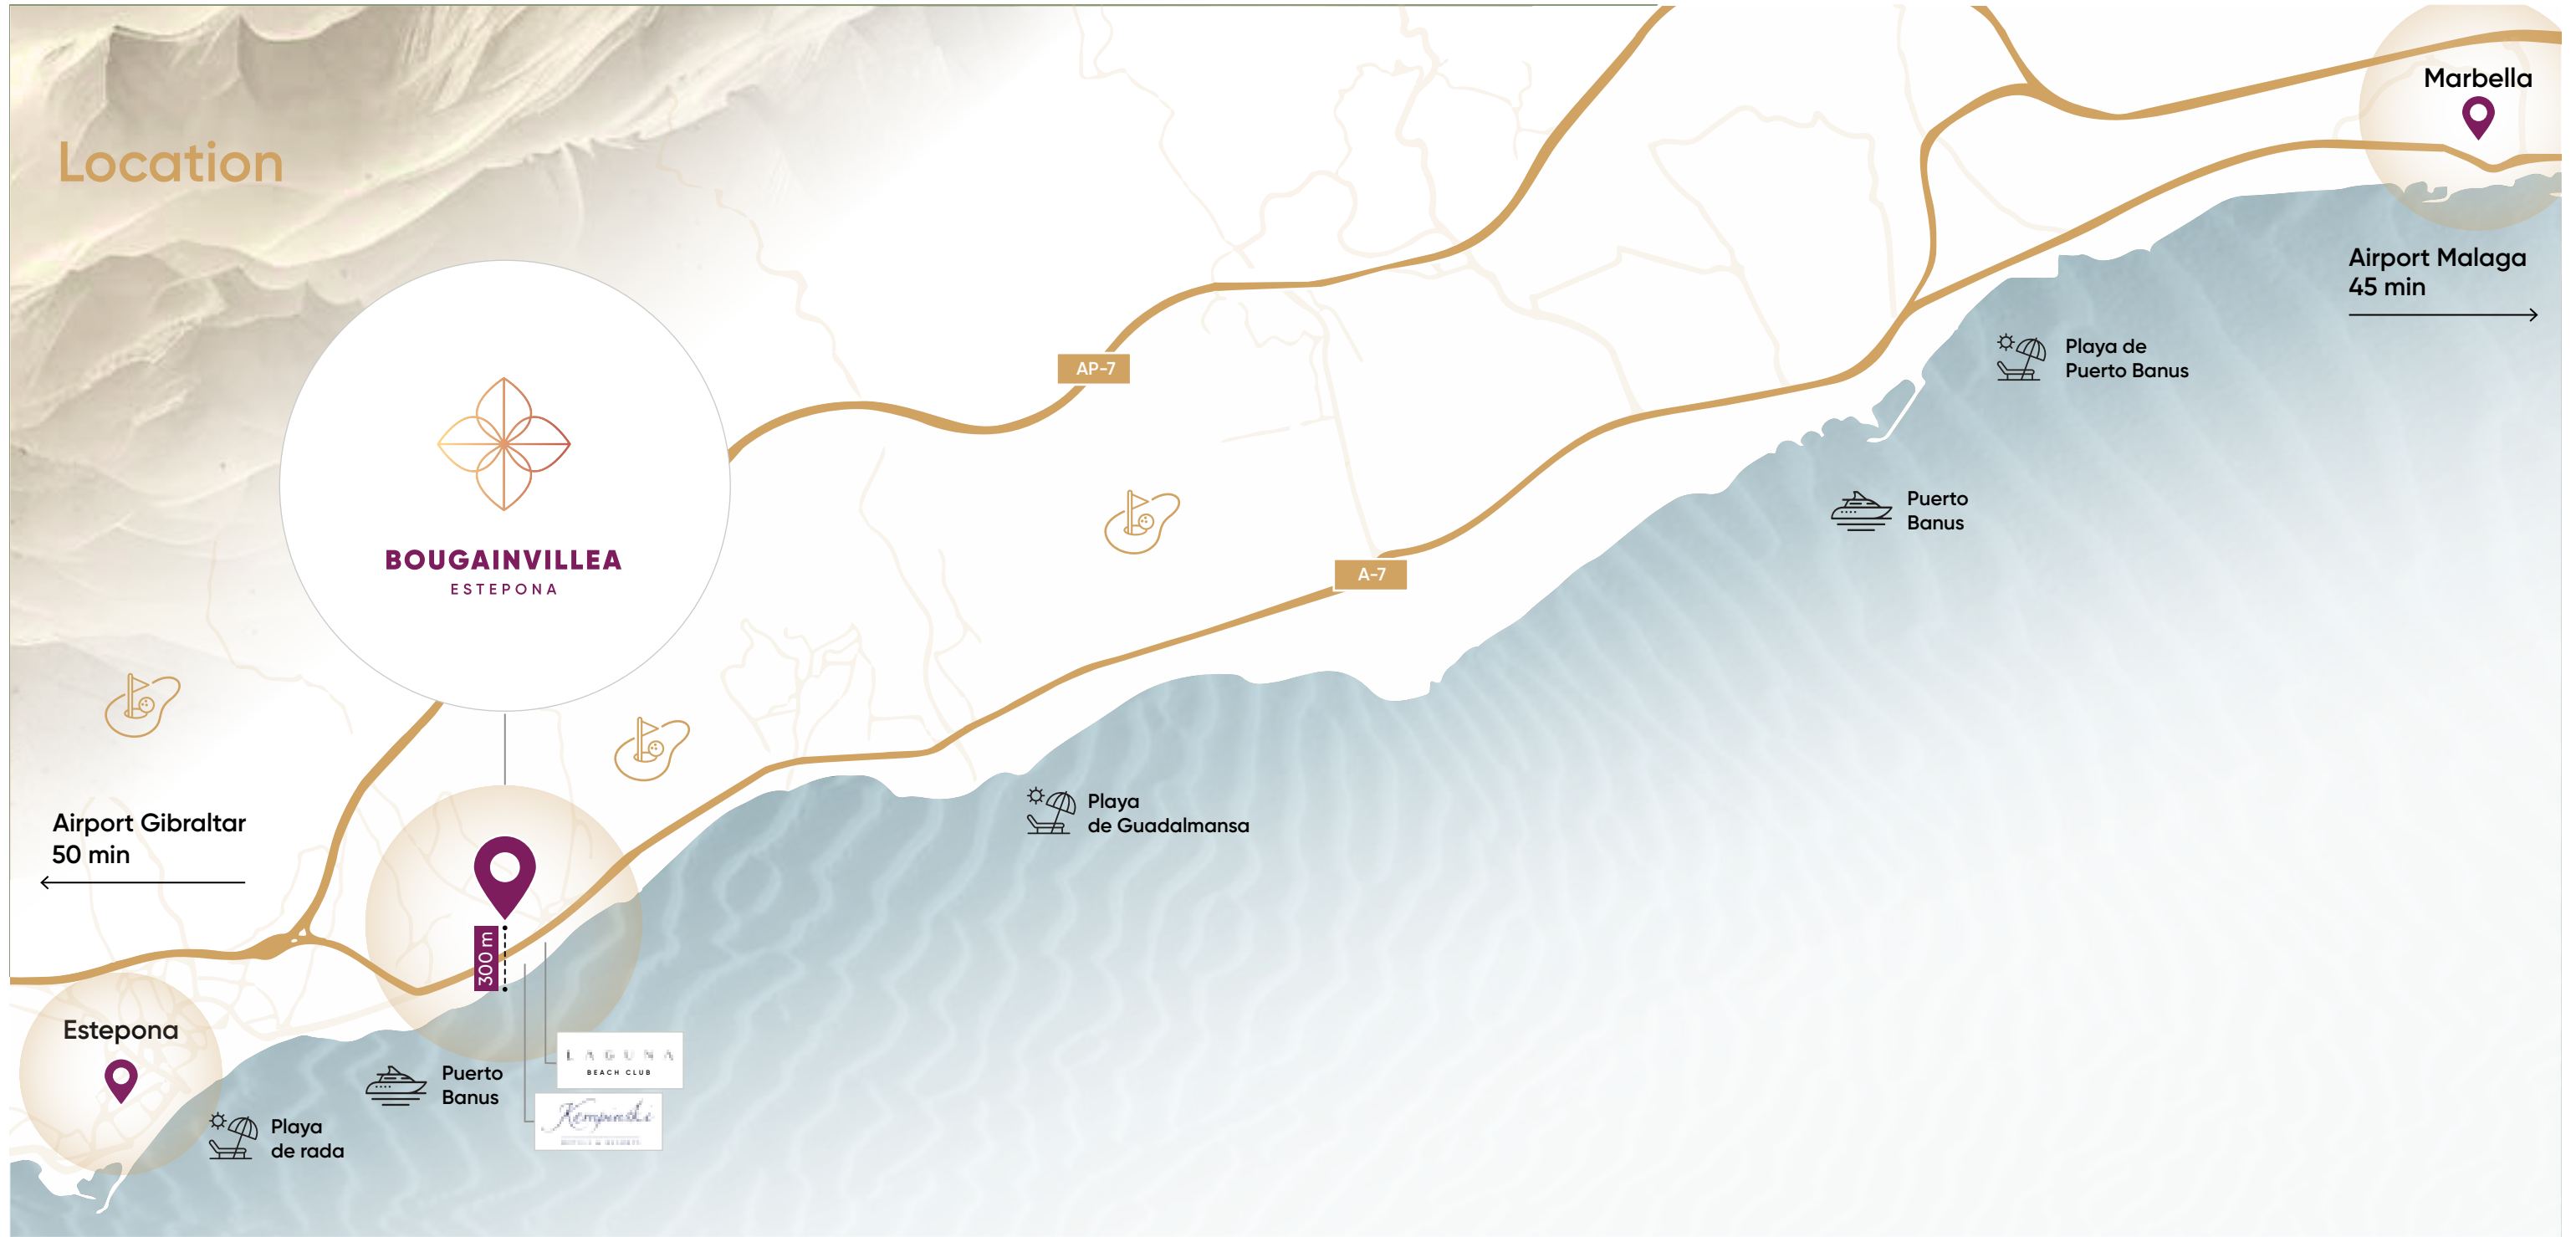 Location
Marbella
Airport Malaga
45 min
Playa de
Puerto Banus
AP-7
Puerto
Banus
BOUGAINVILLEA
ESTEPONA
A-7
Playa
de Guadalmansa
Airport Gibraltar
50 min
300 m
Estepona
LAGUNA
BEACH CLUB
Puerto
Banus
Kempinski
Playa
de rada